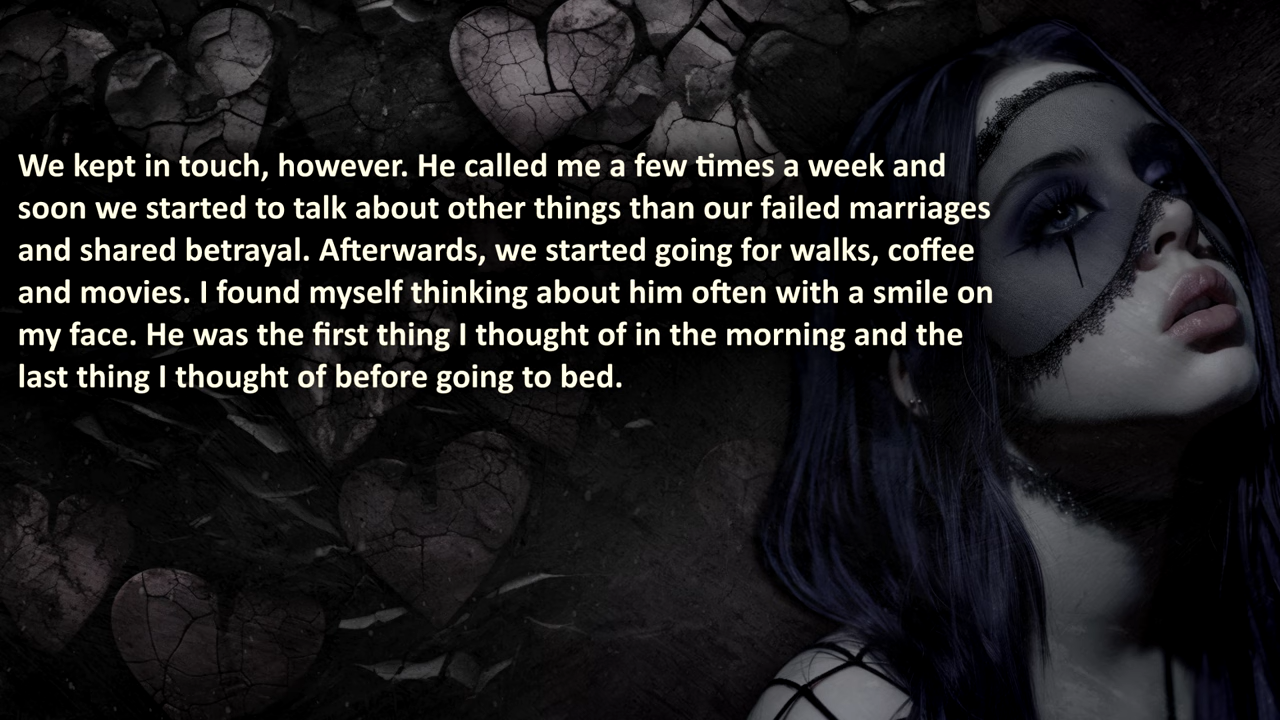 We kept in touch, however. He called me a few times a week and
soon we started to talk about other things than our failed marriages
and shared betrayal. Afterwards, we started going for walks, coffee
and movies. I found myself thinking about him often with a smile on
my face. He was the first thing I thought of in the morning and the
last thing I thought of before going to bed.